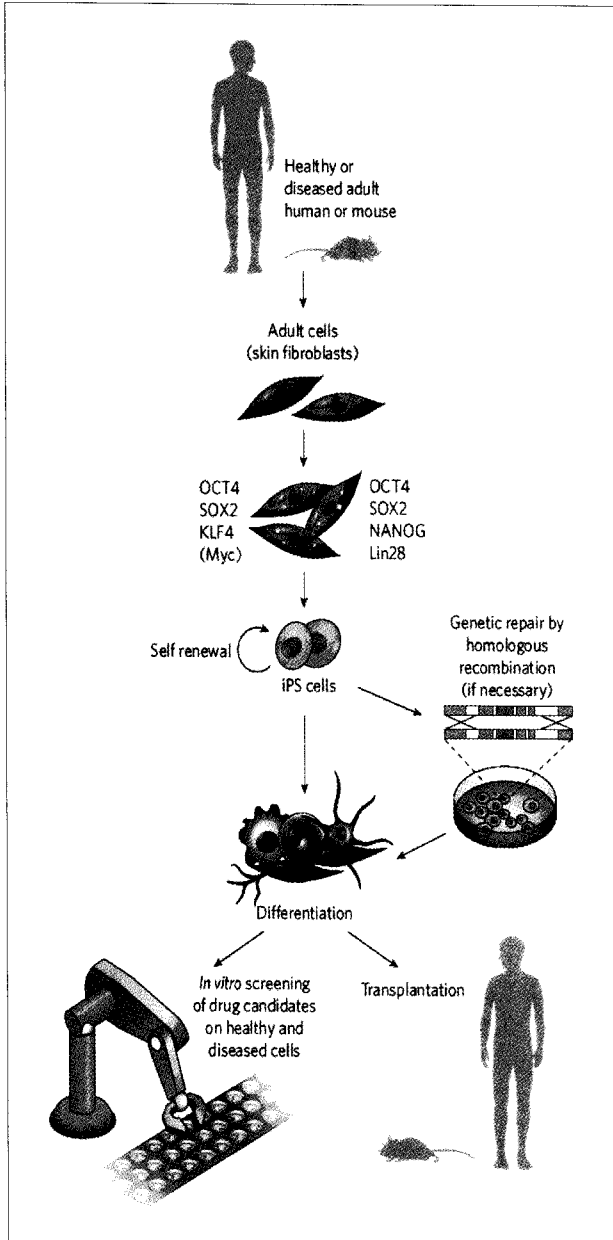 Healthy or
diseased adult
human or mouse
Adult cells
(skin fibroblasts)
OCT4
SOX2
KLF4
(Myc)
OCT4
SOX2
NANOG
Lin28
Self renewal
iPS cells
Genetic repair by
homologous
recombination
(if necessary)
Differentiation
In vitro screening
of drug candidates
on healthy and
diseased cells
Transplantation